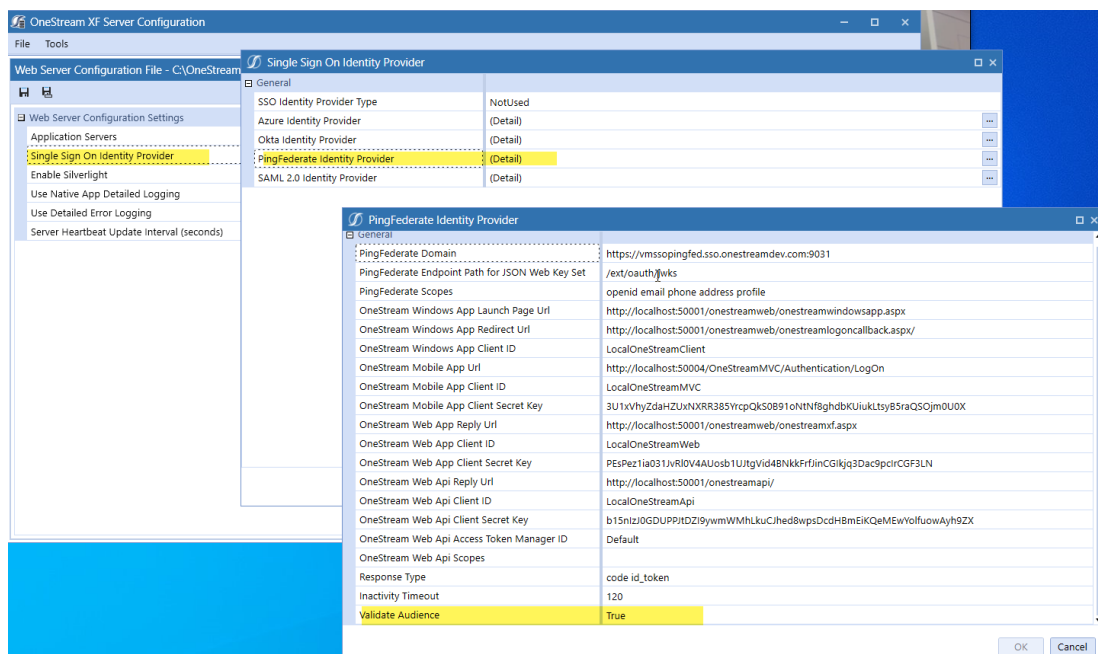 OneStream XF Server Configuration
File Tools
Web Server Configuration File - C:\OneStream
Web Server Configuration Settings
Application Servers
Single Sign On Identity Provider
Enable Silverlight
Use Native App Detailed Logging
Use Detailed Error Logging
Server Heartbeat Update Interval (seconds)
Single Sign On Identity Provider
General
SSO Identity Provider Type NotUsed
Azure Identity Provider (Detail) ...
Okta Identity Provider (Detail) ...
PingFederate Identity Provider (Detail) ...
SAML 2.0 Identity Provider (Detail) ...
PingFederate Identity Provider
General
PingFederate Domain https://vmssopingfed.sso.onestreamdev.com:9031
PingFederate Endpoint Path for JSON Web Key Set /ext/oauth/jwks
PingFederate Scopes openid email phone address profile
OneStream Windows App Launch Page Url http://localhost:50001/onestreamweb/onestreamwindowsapp.aspx
OneStream Windows App Redirect Url http://localhost:50001/onestreamweb/onestreamlogoncallback.aspx/
OneStream Windows App Client ID LocalOneStreamClient
OneStream Mobile App Url http://localhost:50004/OneStreamMVC/Authentication/LogOn
OneStream Mobile App Client ID LocalOneStreamMVC
OneStream Mobile App Client Secret Key 3U1xVhyZdaHZUxNXRR385YrcpQkS0B91oNtNf8ghdbKUiukLtsyB5raQSOjm0U0X
OneStream Web App Reply Url http://localhost:50001/onestreamweb/onestreamxf.aspx
OneStream Web App Client ID LocalOneStreamWeb
OneStream Web App Client Secret Key PEsPez1ia031JvRl0V4AUosb1UJtgVid4BNkkFrfJinCGIkjq3Dac9pcIrCGF3LN
OneStream Web Api Reply Url http://localhost:50001/onestreamapi/
OneStream Web Api Client ID LocalOneStreamApi
OneStream Web Api Client Secret Key b15nIzJ0GDUPPJtDZI9ywmWMhLkuCJhed8wpsDcdHBmEiKQeMEwYolfuowAyh9ZX
OneStream Web Api Access Token Manager ID Default
OneStream Web Api Scopes
Response Type code id_token
Inactivity Timeout 120
Validate Audience True
OK Cancel